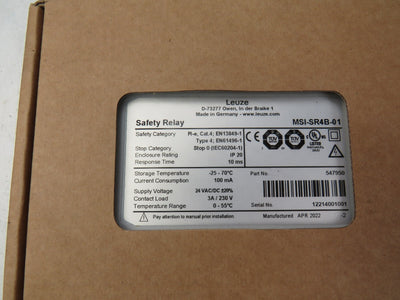 Leuze
D-73277 Owen, In der Braike 1
Made in Germany - www.leuze.com
Safety Relay
MSI-SR4B-01
Safety Category Pl-e, Cat.4; EN13849-1
Type 4; EN61496-1
Stop Category Stop 0 (IEC60204-1)
Enclosure Rating IP 20
Response Time 10 ms
Storage Temperature -25 - 70°C
Part No. 547950
Current Consumption 100 mA
Supply Voltage 24 VAC/DC ±20%
Contact Load 3A / 230 V
Temperature Range 0 - 55°C
Serial No. 12214001001
Pay attention to manual prior installment.
Manufactured APR 2022